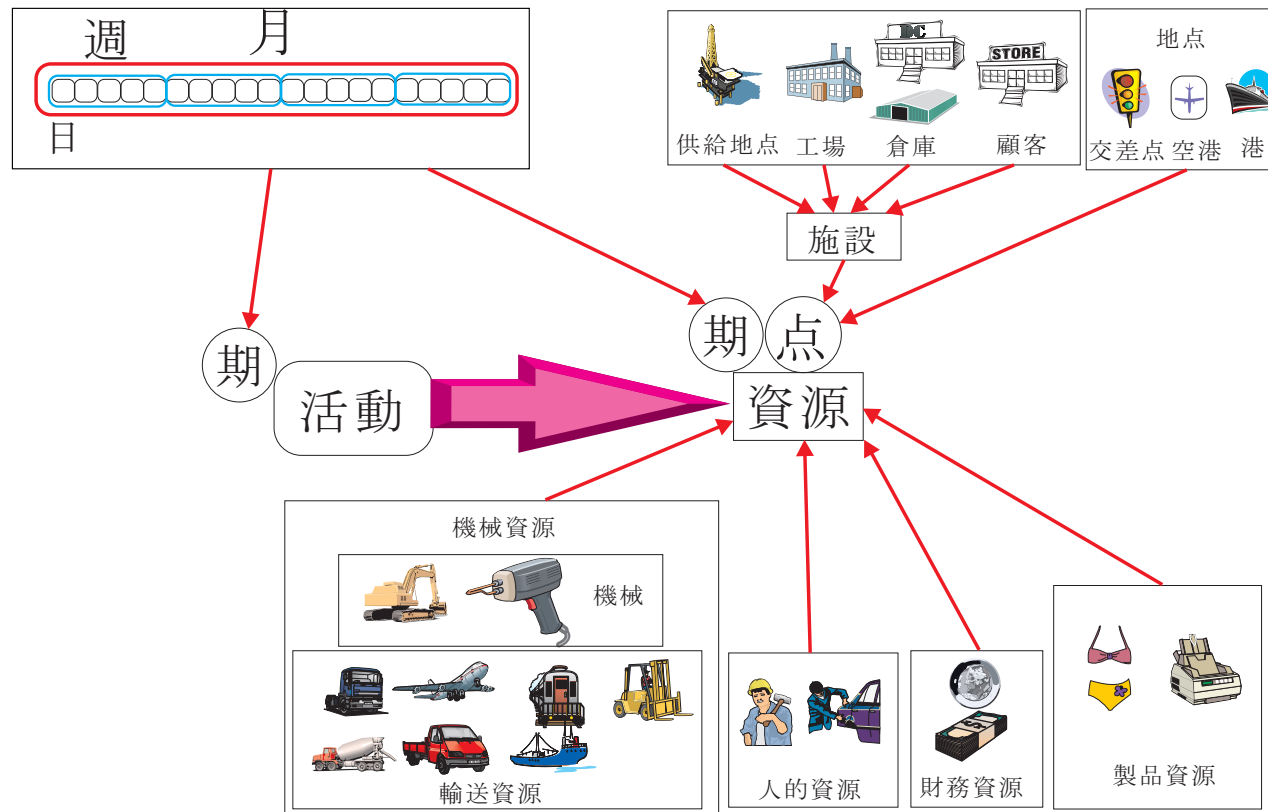 週 月
日
DC
STORE
供給地点 工場 倉庫 顧客
地点
交差点 空港 港
施設
期
期
点
活動
資源
機械資源
機械
輸送資源
人的資源
財務資源
製品資源